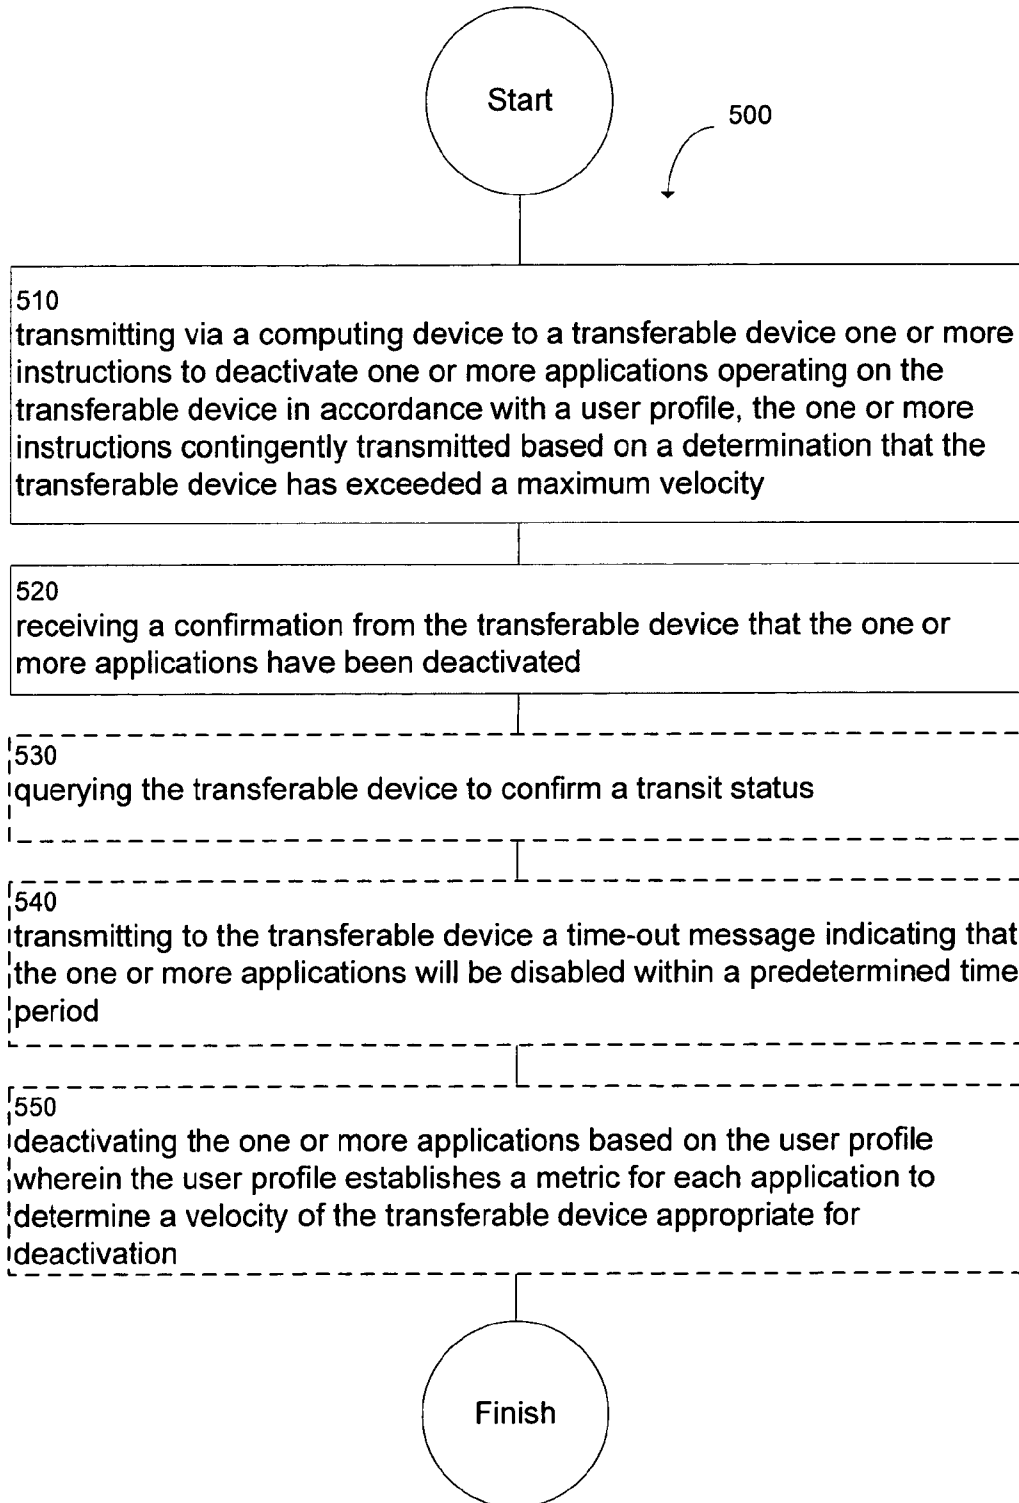 Start
500
510
transmitting via a computing device to a transferable device one or more
instructions to deactivate one or more applications operating on the
transferable device in accordance with a user profile, the one or more
instructions contingently transmitted based on a determination that the
transferable device has exceeded a maximum velocity
520
receiving a confirmation from the transferable device that the one or
more applications have been deactivated
530
querying the transferable device to confirm a transit status
540
transmitting to the transferable device a time-out message indicating that
the one or more applications will be disabled within a predetermined time
period
550
deactivating the one or more applications based on the user profile
wherein the user profile establishes a metric for each application to
determine a velocity of the transferable device appropriate for
deactivation
Finish